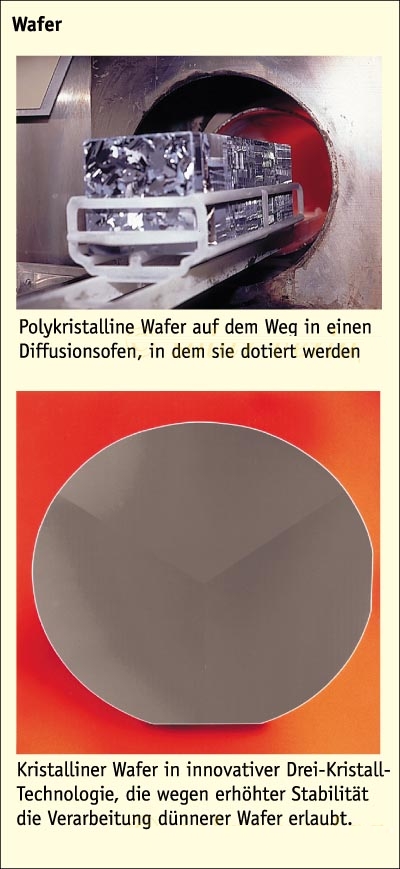 Wafer
Polykristalline Wafer auf dem Weg in einen
Diffusionsofen, in dem sie dotiert werden
Kristalliner Wafer in innovativer Drei-Kristall-
Technologie, die wegen erhöhter Stabilität
die Verarbeitung dünnerer Wafer erlaubt.